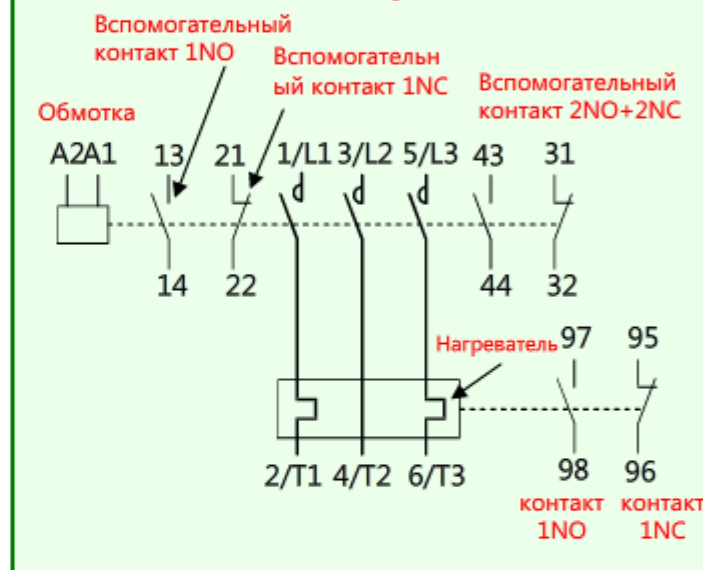 Вспомогательный
контакт 1NO
Вспомогательн
ый контакт 1NC
Вспомогательный
контакт 2NO+2NC
Обмотка
A2A1 13 21 1/L1 3/L2 5/L3 43 31
14 22 44 32
Нагреватель 97 95
2/T1 4/T2 6/T3 98 96
контакт контакт
1NO 1NC